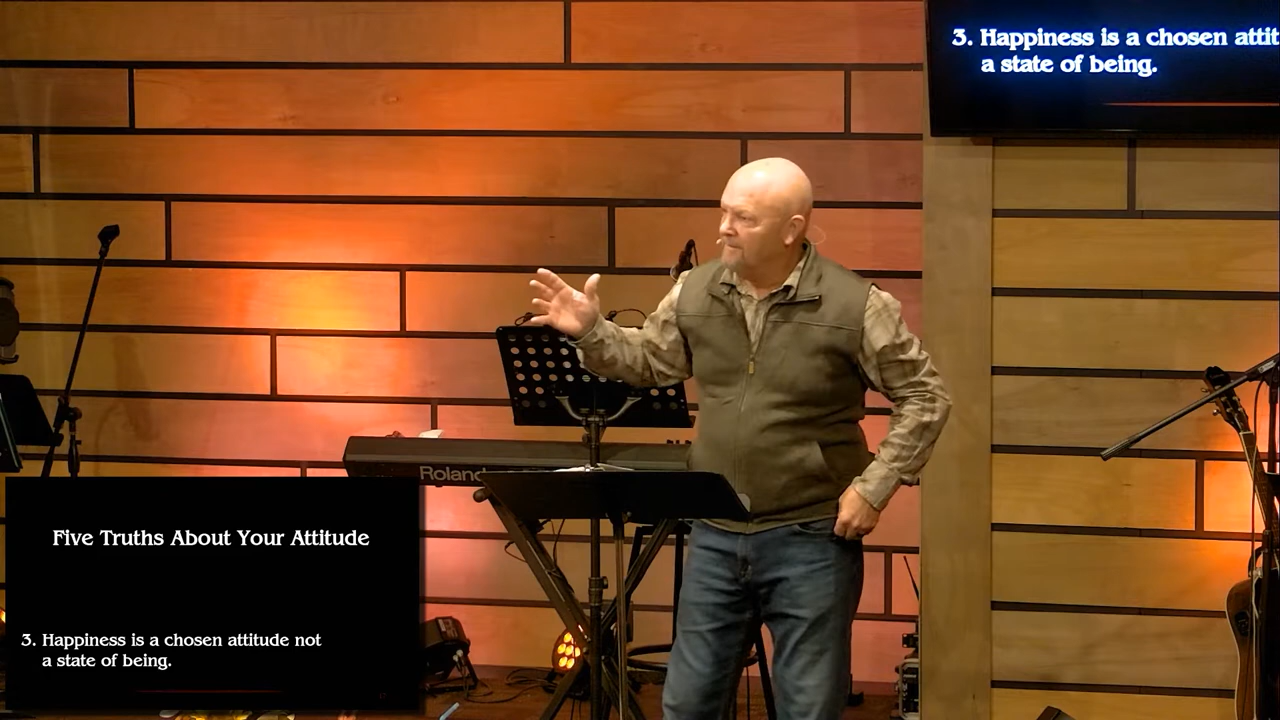 3. Happiness is a chosen
a state of being.
Roland
Five Truths About Your Attitude
3. Happiness is a chosen attitude not
a state of being.